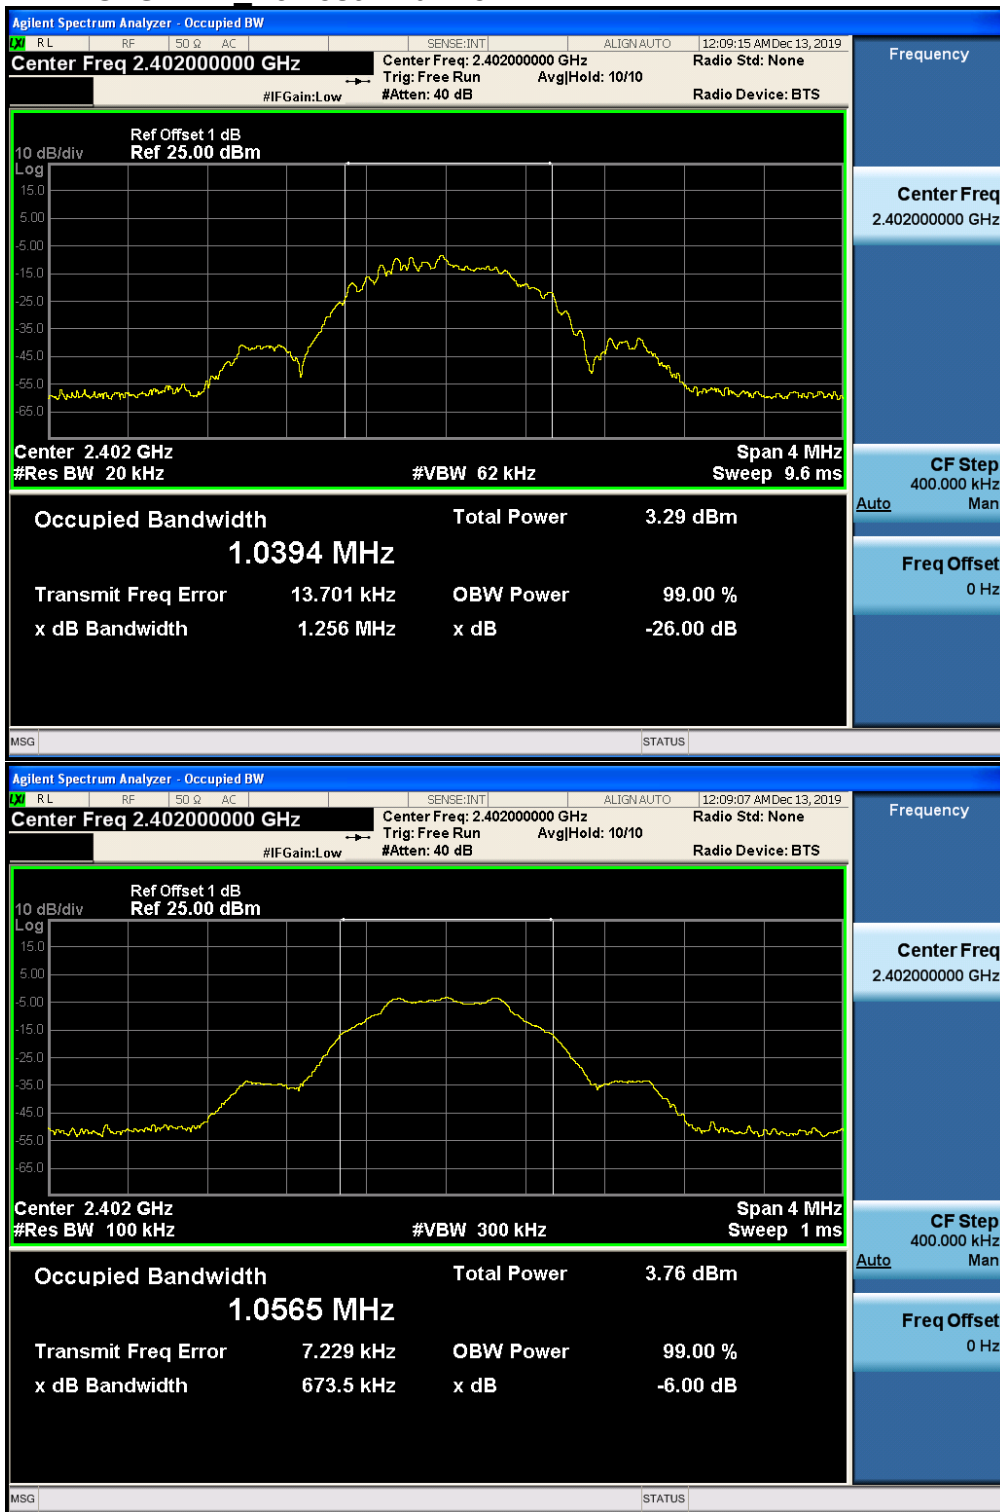 Agilent Spectrum Analyzer - Occupied BW
LXI RL RF 50 Ω AC SENSE:INT ALIGNAUTO 12:09:15 AM Dec 13, 2019
Center Freq 2.402000000 GHz
Center Freq: 2.402000000 GHz Radio Std: None
Trig: Free Run Avg|Hold: 10/10
#IFGain:Low #Atten: 40 dB Radio Device: BTS
Frequency
Ref Offset 1 dB
10 dB/div Ref 25.00 dBm
Log
15.0
5.00
-5.00
-15.0
-25.0
-35.0
-45.0
-55.0
-65.0
Center 2.402 GHz Span 4 MHz
#Res BW 20 kHz #VBW 62 kHz Sweep 9.6 ms
Center Freq
2.402000000 GHz
CF Step
400.000 kHz
Auto Man
Freq Offset
0 Hz
Occupied Bandwidth Total Power 3.29 dBm
1.0394 MHz
Transmit Freq Error 13.701 kHz OBW Power 99.00 %
x dB Bandwidth 1.256 MHz x dB -26.00 dB
MSG STATUS
Agilent Spectrum Analyzer - Occupied BW
LXI RL RF 50 Ω AC SENSE:INT ALIGNAUTO 12:09:07 AM Dec 13, 2019
Center Freq 2.402000000 GHz
Center Freq: 2.402000000 GHz Radio Std: None
Trig: Free Run Avg|Hold: 10/10
#IFGain:Low #Atten: 40 dB Radio Device: BTS
Frequency
Ref Offset 1 dB
10 dB/div Ref 25.00 dBm
Log
15.0
5.00
-5.00
-15.0
-25.0
-35.0
-45.0
-55.0
-65.0
Center 2.402 GHz Span 4 MHz
#Res BW 100 kHz #VBW 300 kHz Sweep 1 ms
Center Freq
2.402000000 GHz
CF Step
400.000 kHz
Auto Man
Freq Offset
0 Hz
Occupied Bandwidth Total Power 3.76 dBm
1.0565 MHz
Transmit Freq Error 7.229 kHz OBW Power 99.00 %
x dB Bandwidth 673.5 kHz x dB -6.00 dB
MSG STATUS